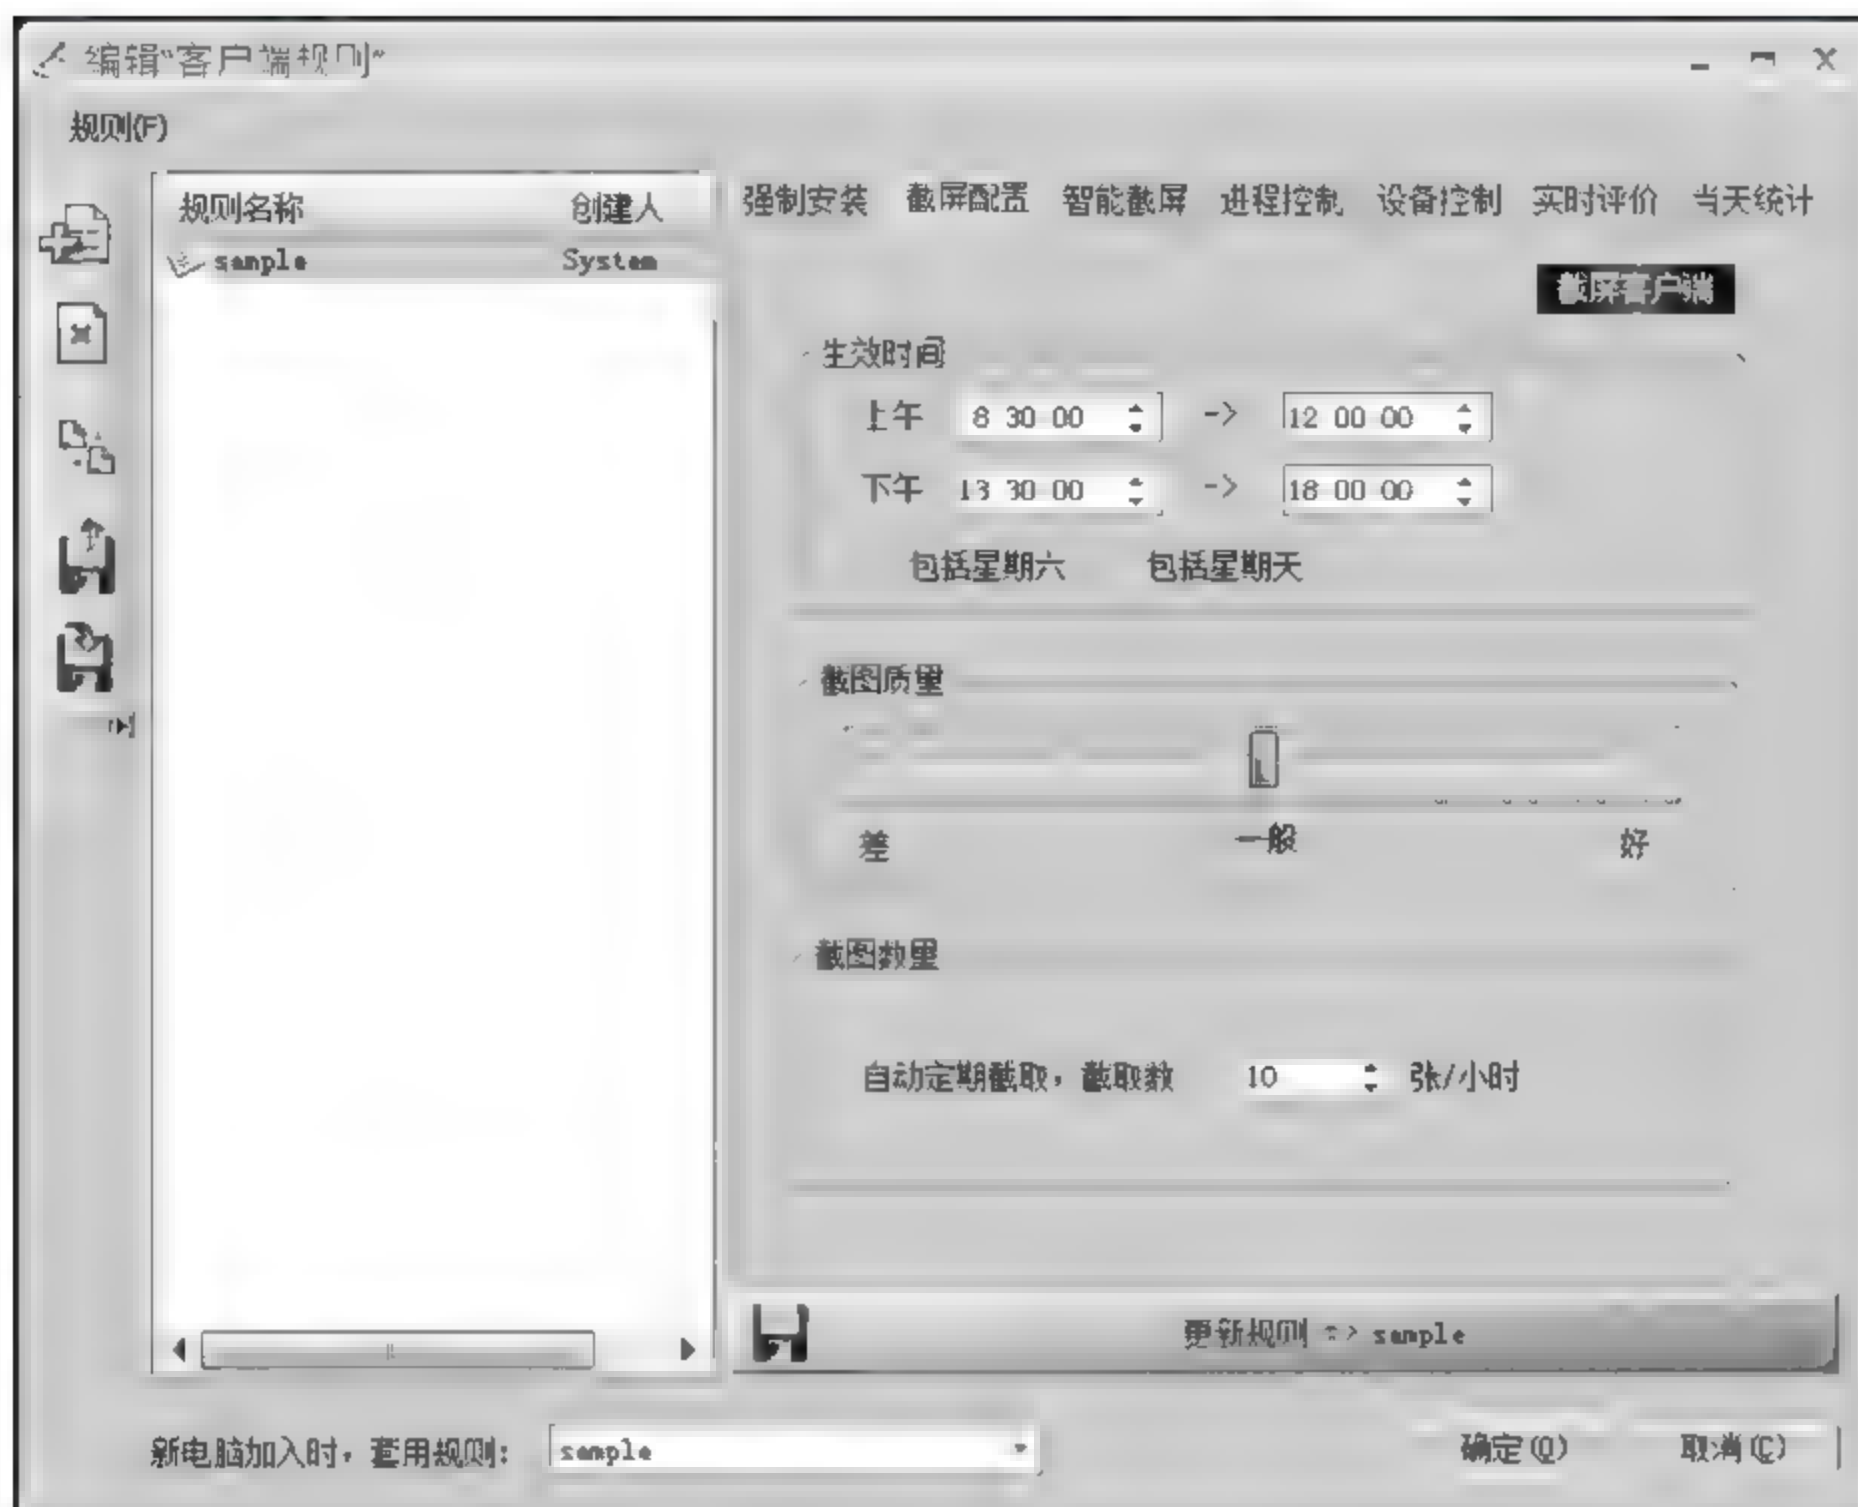 编辑“客户端规则”
规则(F)
规则名称 创建人
sample System
强制安装 截屏配置 智能截屏 进程控制 设备控制 实时评价 当天统计
截屏客户端
生效时间
上午 8 30 00 -> 12 00 00
下午 13 30 00 -> 18 00 00
包括星期六 包括星期天
截图质量
差 一般 好
截图数量
自动定期截取，截取数 10 张/小时
更新规则 => sample
新电脑加入时，套用规则： sample
确定(O) 取消(C)